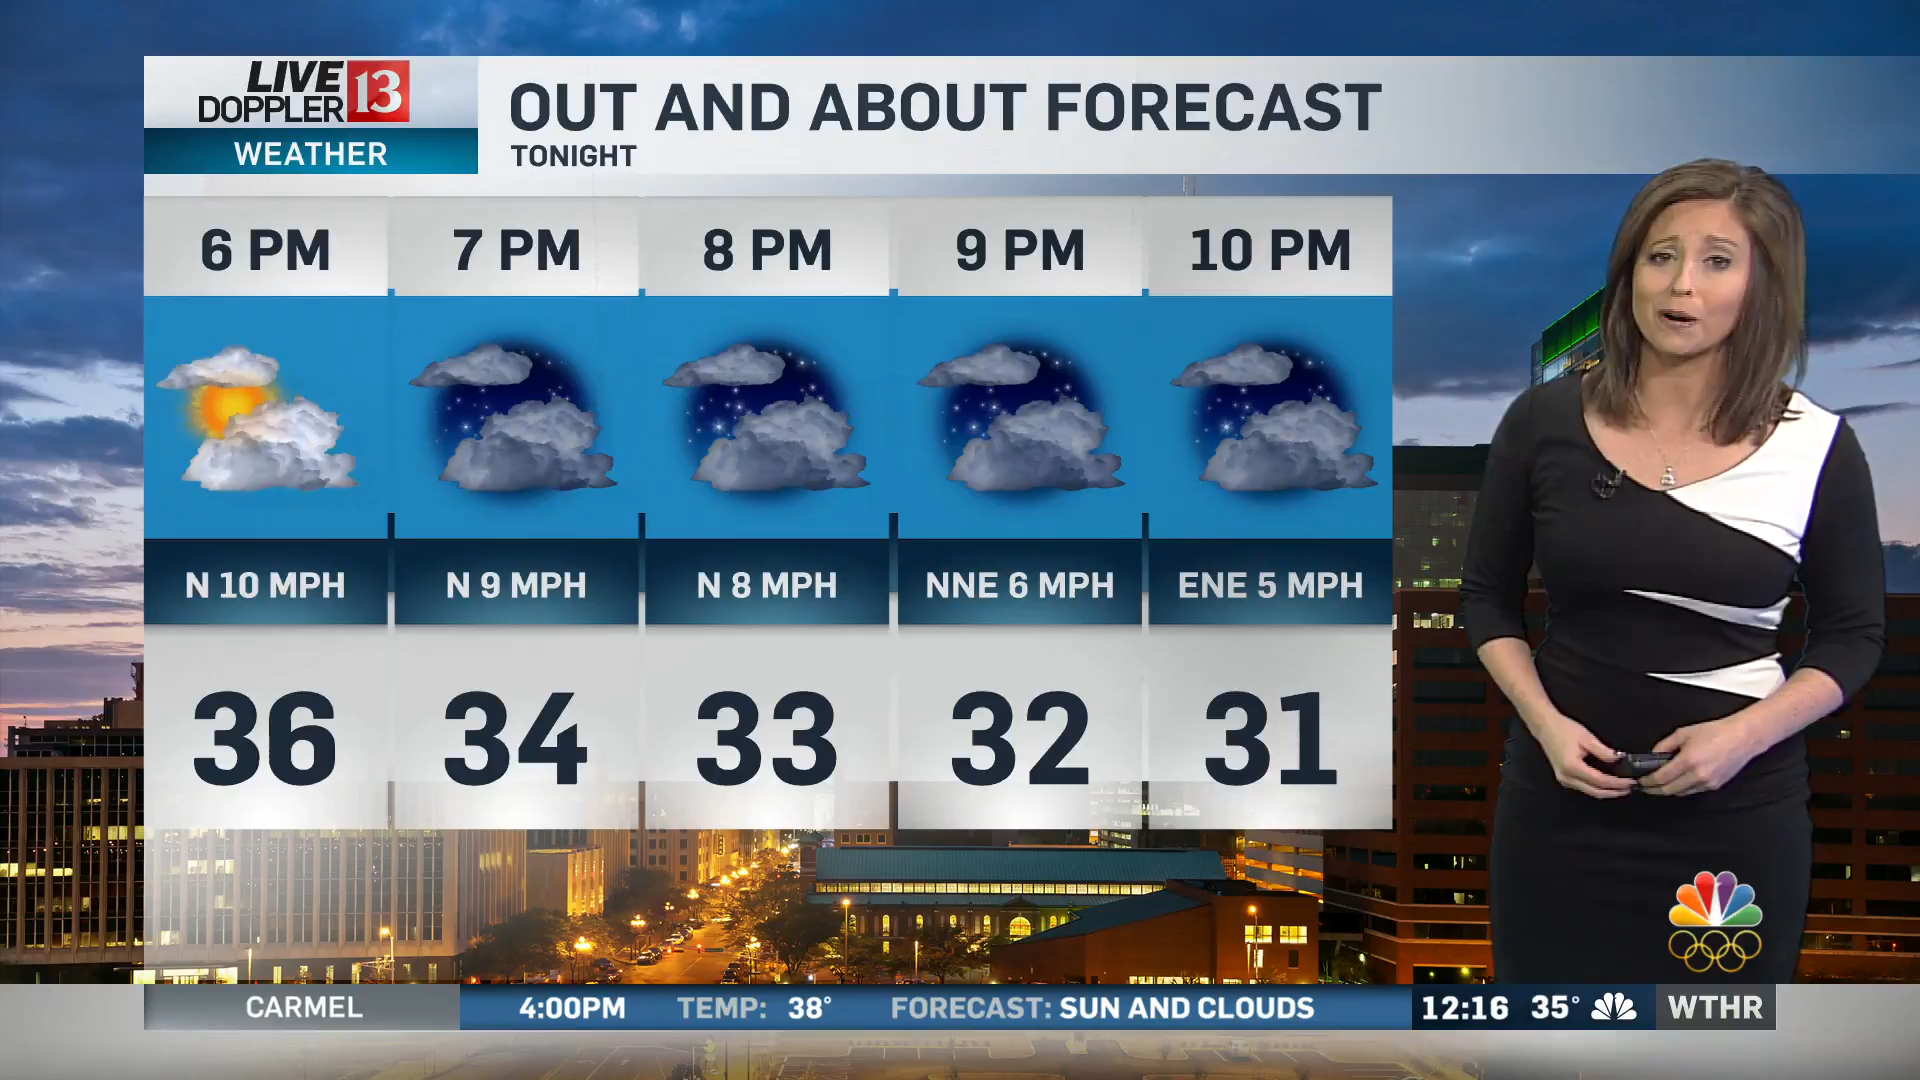 LIVE
DOPPLER 13
WEATHER
OUT AND ABOUT FORECAST
TONIGHT
6 PM 7 PM 8 PM 9 PM 10 PM
N 10 MPH N 9 MPH N 8 MPH NNE 6 MPH ENE 5 MPH
36 34 33 32 31
CARMEL 4:00PM TEMP: 38° FORECAST: SUN AND CLOUDS 12:16 35° WTHR